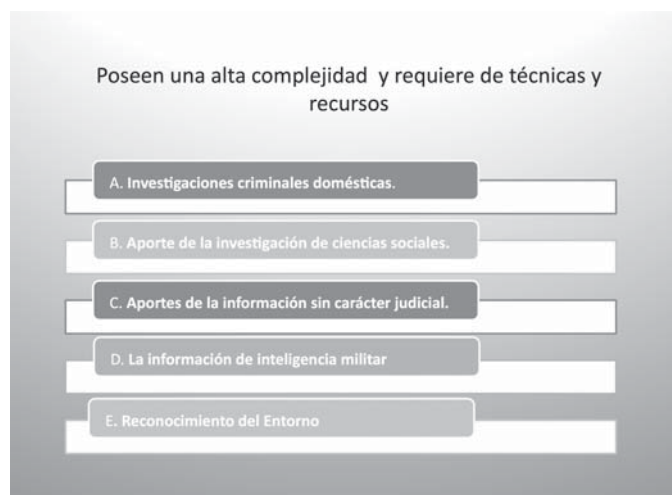 Poseen una alta complejidad y requiere de técnicas y
recursos
A. Investigaciones criminales domésticas.
B. Aporte de la investigación de ciencias sociales.
C. Aportes de la información sin carácter judicial.
D. La información de inteligencia militar
E. Reconocimiento del Entorno